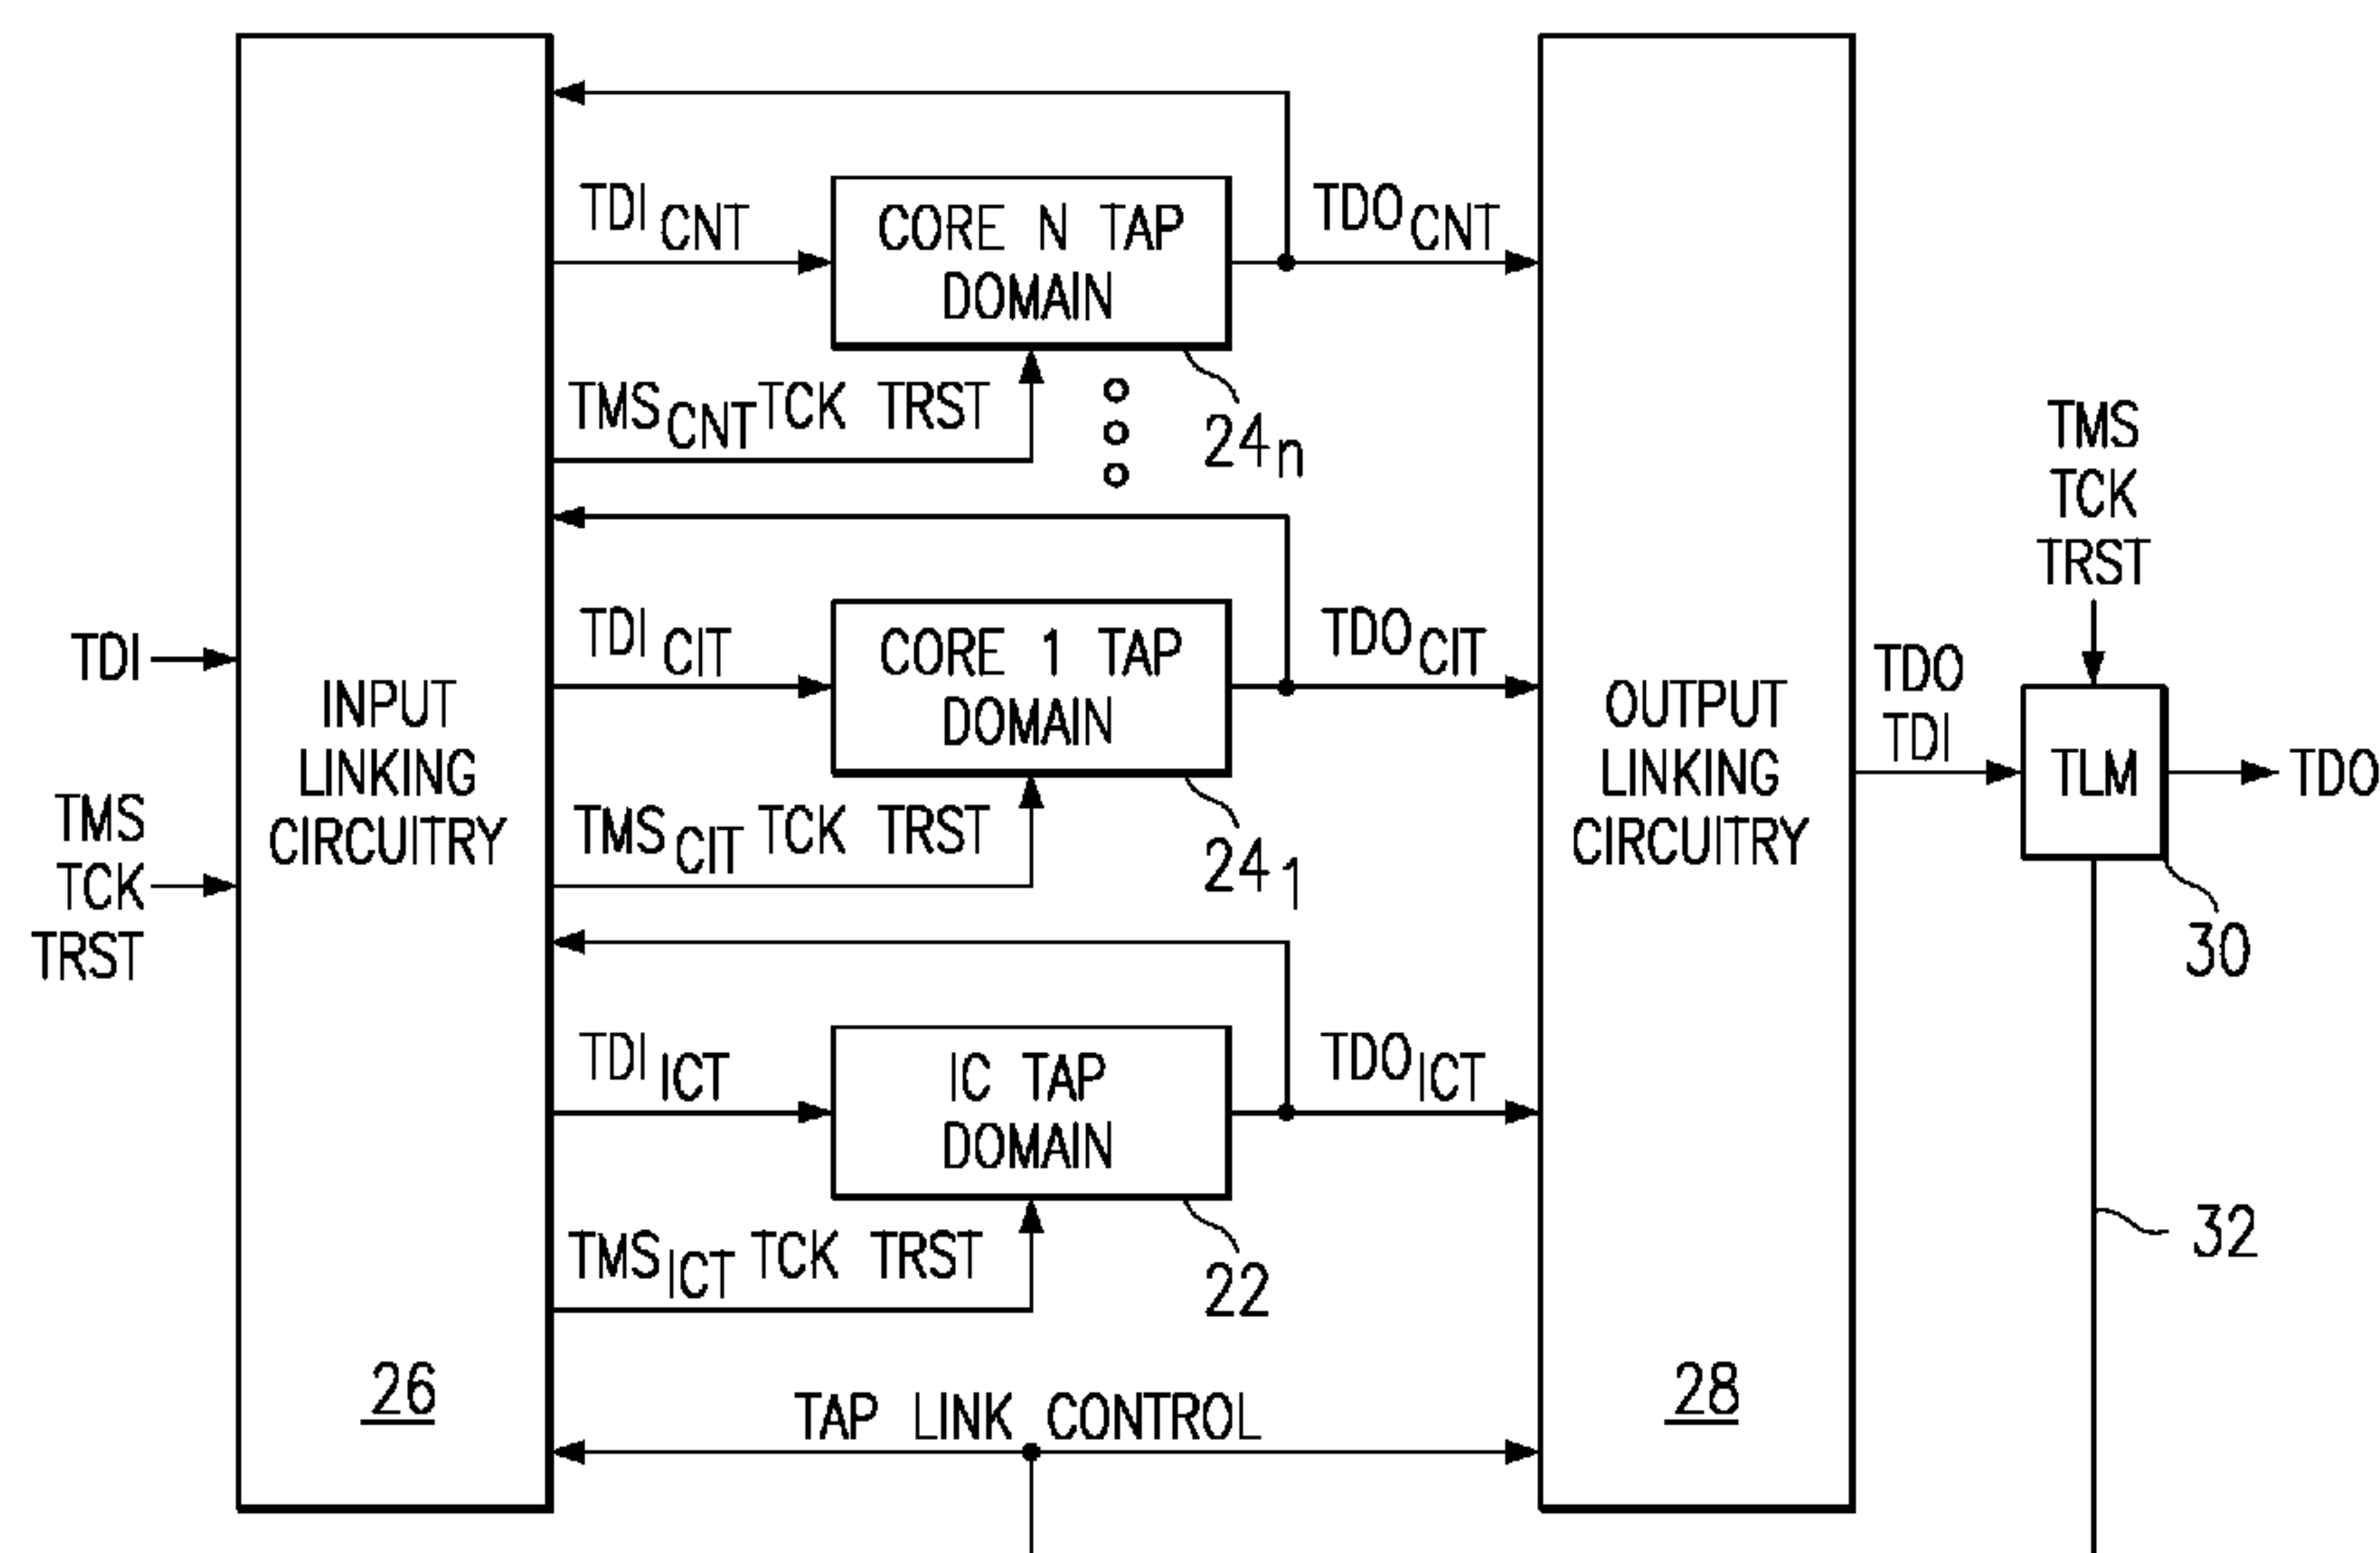 TDI CNT
CORE N TAP
DOMAIN
TDO CNT
TMS CNT TCK TRST
24n
TMS
TCK
TRST
TDI
TDI CIT
CORE 1 TAP
DOMAIN
TDO CIT
INPUT
LINKING
CIRCUITRY
OUTPUT
LINKING
CIRCUITRY
TDO
TDI
TLM
TDO
TMS
TCK
TRST
TMS CIT TCK TRST
24 1
30
TDI ICT
IC TAP
DOMAIN
TDO ICT
TMS ICT TCK TRST
22
32
26
TAP LINK CONTROL
28